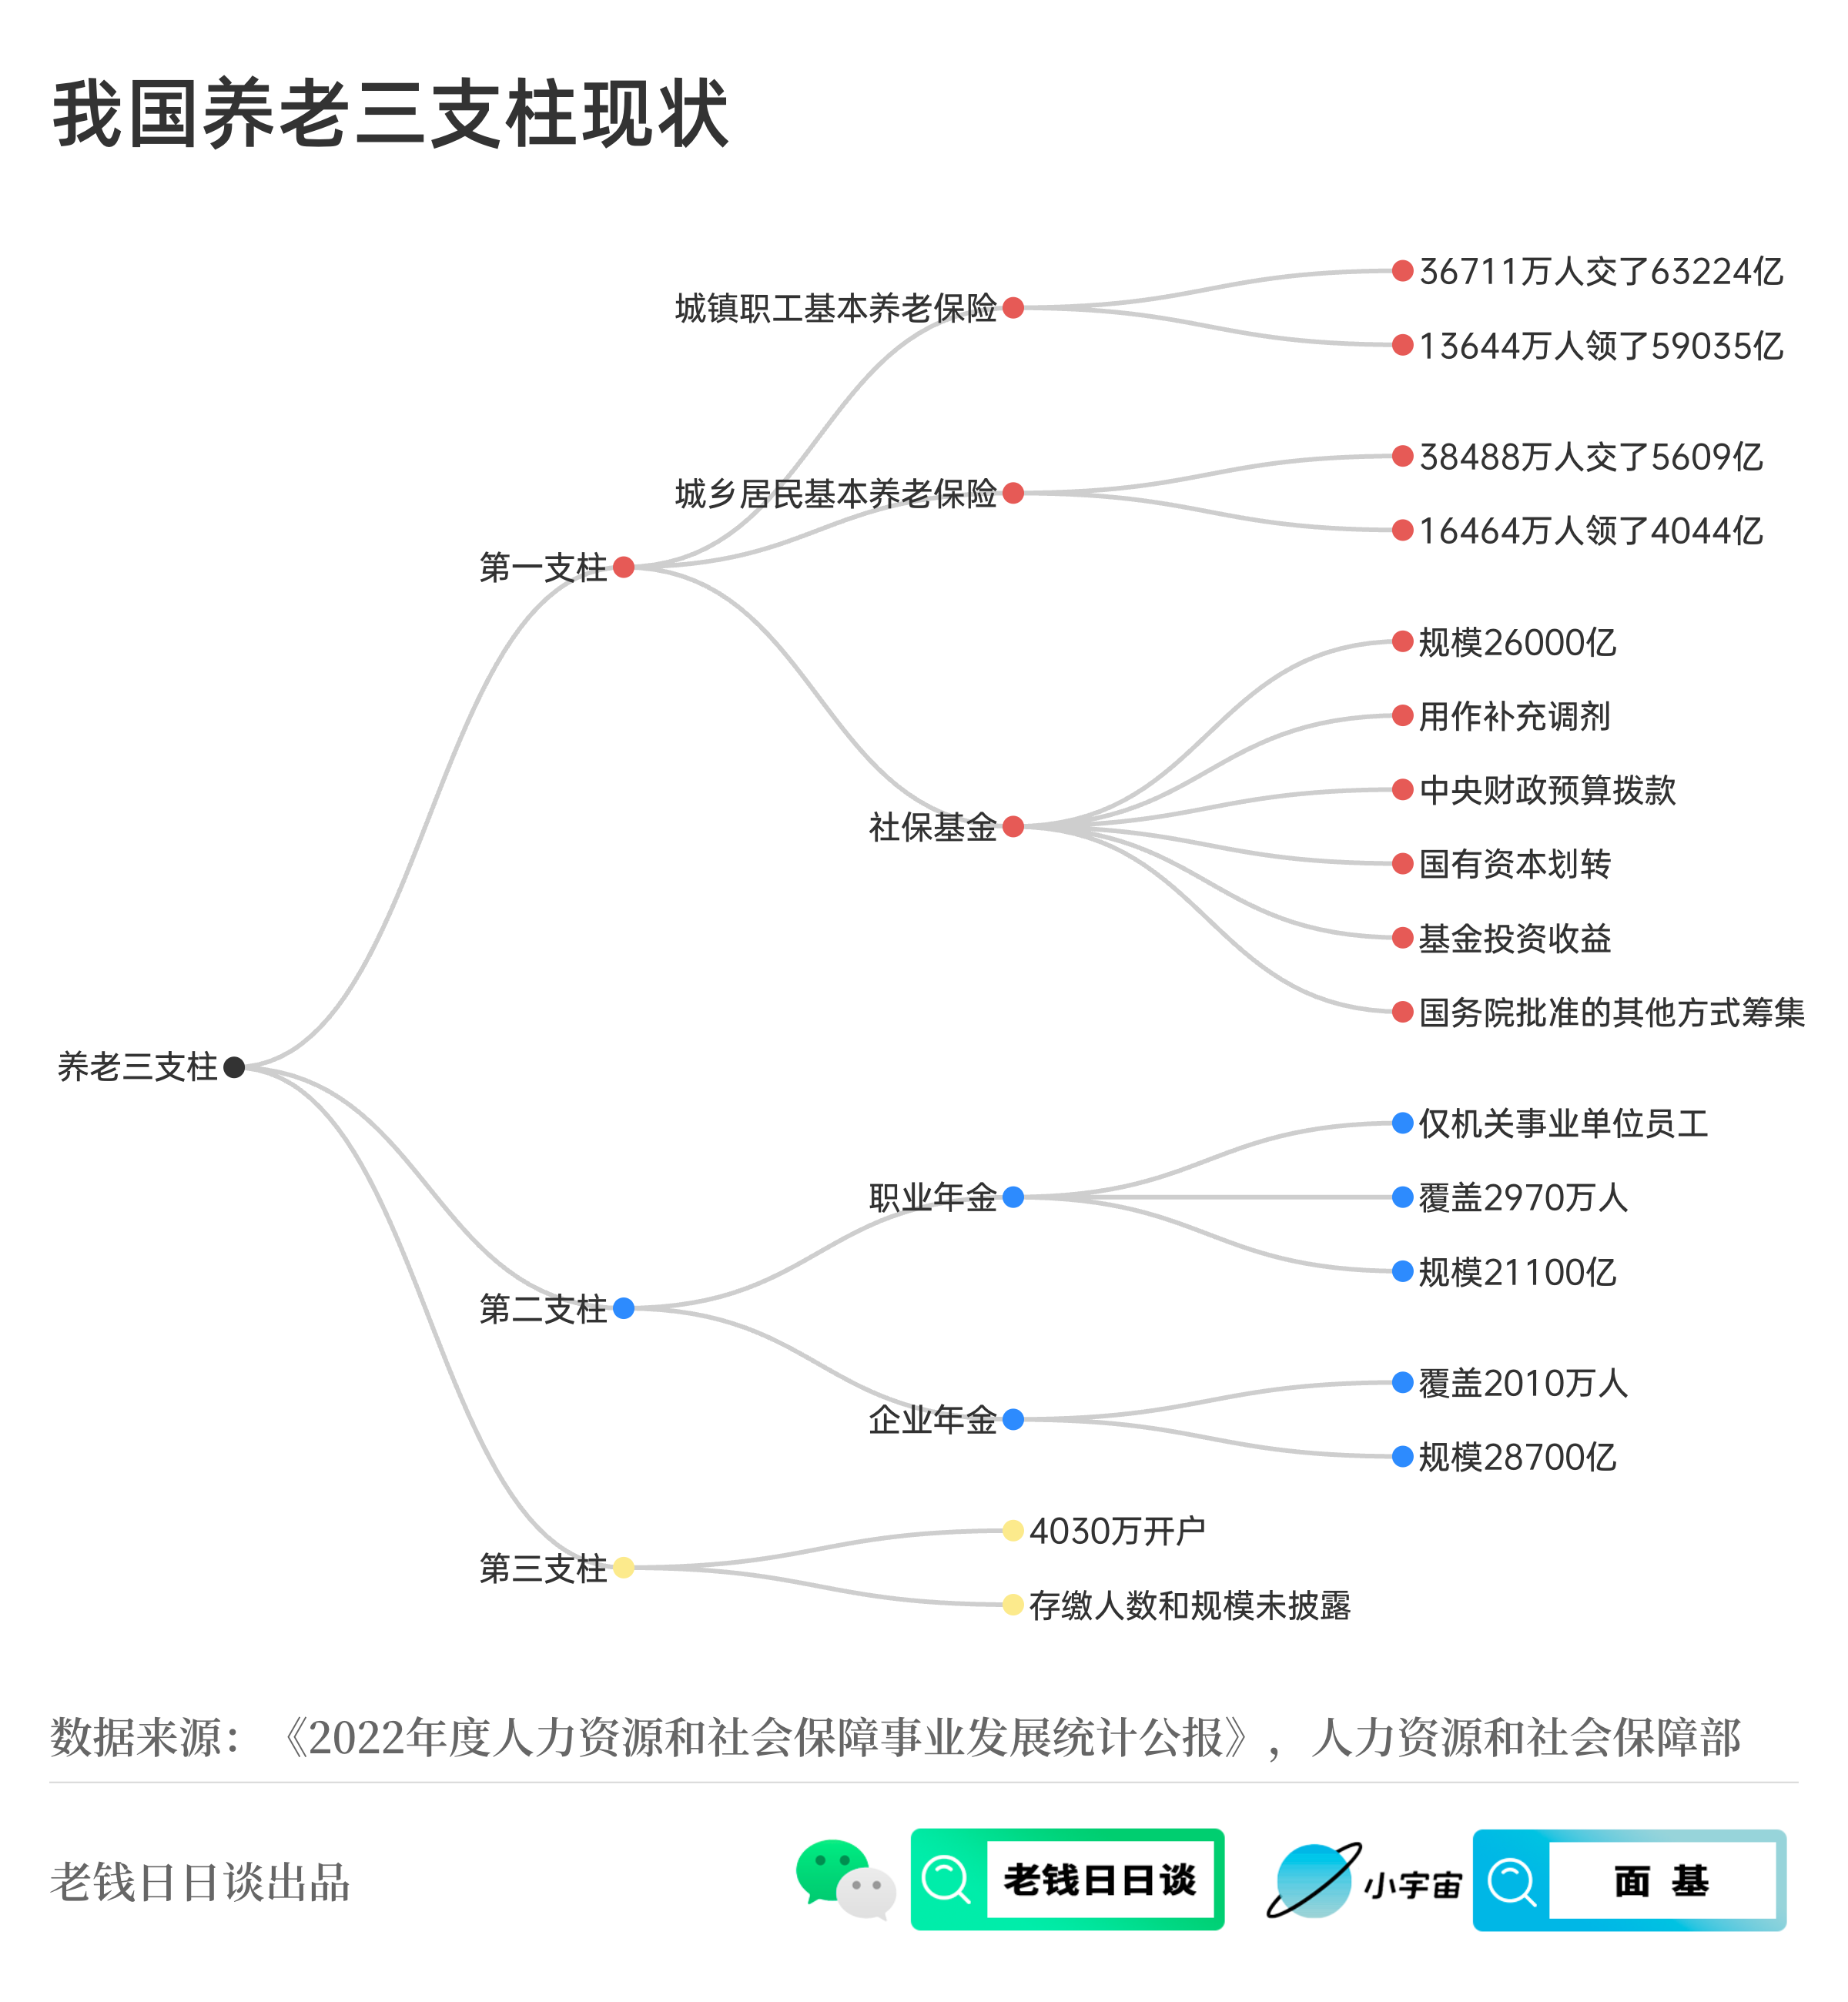 我国养老三支柱现状
36711万人交了63224亿
城镇职工基本养老保险
13644万人领了59035亿
38488万人交了5609亿
城乡居民基本养老保险
16464万人领了4044亿
第一支柱
规模26000亿
用作补充调剂
中央财政预算拨款
社保基金
国有资本划转
基金投资收益
国务院批准的其他方式筹集
养老三支柱
仅机关事业单位员工
职业年金
覆盖2970万人
规模21100亿
第二支柱
覆盖2010万人
企业年金
规模28700亿
4030万开户
第三支柱
存缴人数和规模未披露
数据来源：《2022年度人力资源和社会保障事业发展统计公报》，人力资源和社会保障部
老钱日日谈出品
老钱日日谈
小宇宙
面 基